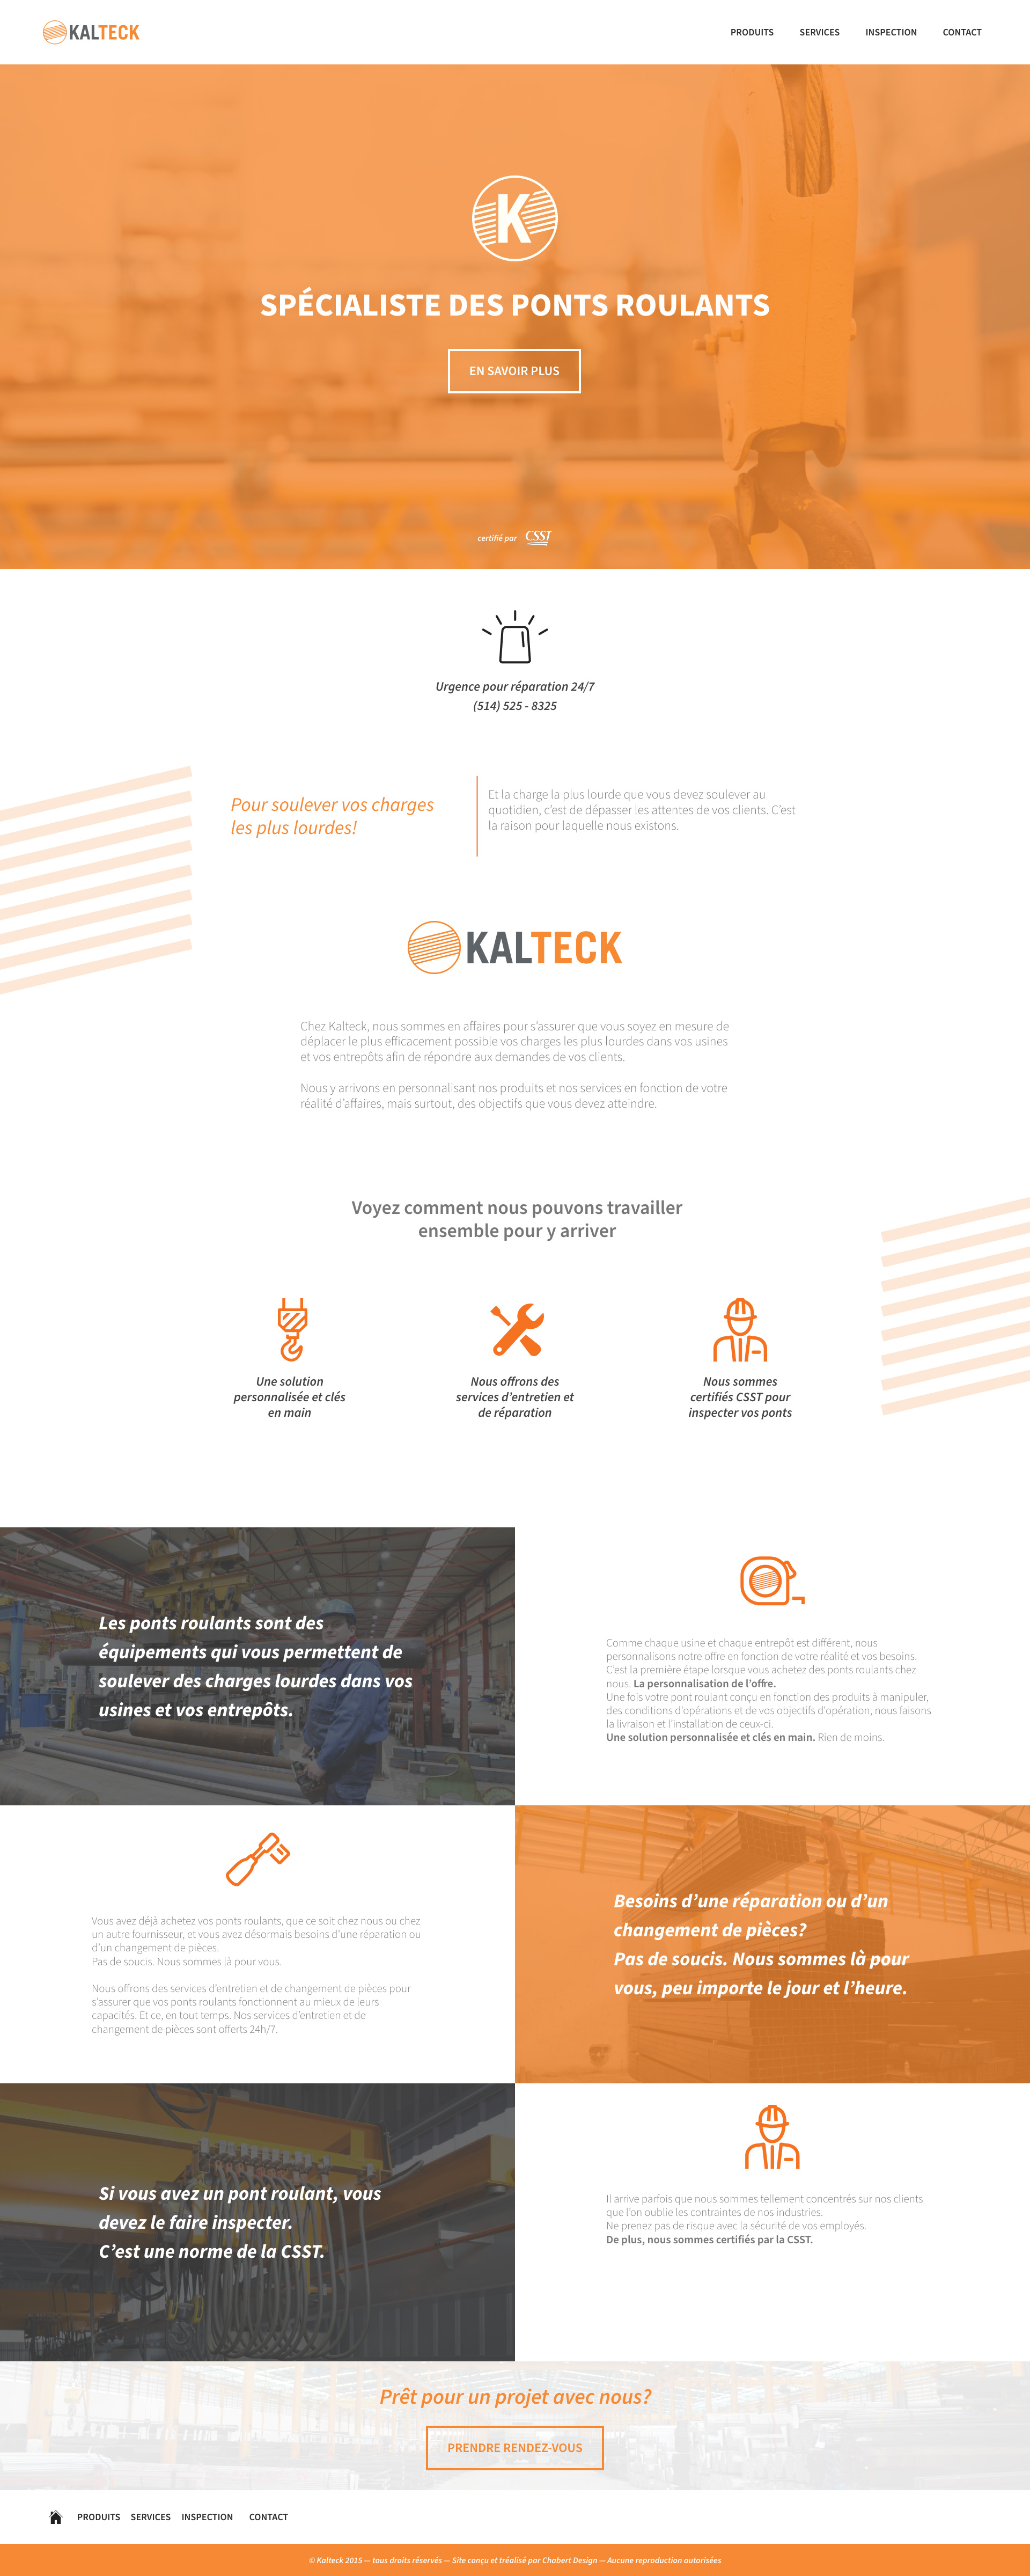 KALTECK
PRODUITS SERVICES INSPECTION CONTACT
K
SPÉCIALISTE DES PONTS ROULANTS
EN SAVOIR PLUS
certifié par CSST
Urgence pour réparation 24/7
(514) 525 - 8325
Pour soulever vos charges
les plus lourdes!
Et la charge la plus lourde que vous devez soulever au
quotidien, c’est de dépasser les attentes de vos clients. C’est
la raison pour laquelle nous existons.
KALTECK
Chez Kalteck, nous sommes en affaires pour s’assurer que vous soyez en mesure de
déplacer le plus efficacement possible vos charges les plus lourdes dans vos usines
et vos entrepôts afin de répondre aux demandes de vos clients.
Nous y arrivons en personnalisant nos produits et nos services en fonction de votre
réalité d’affaires, mais surtout, des objectifs que vous devez atteindre.
Voyez comment nous pouvons travailler
ensemble pour y arriver
Une solution
personnalisée et clés
en main
Nous offrons des
services d’entretien et
de réparation
Nous sommes
certifiés CSST pour
inspecter vos ponts
Les ponts roulants sont des
équipements qui vous permettent de
soulever des charges lourdes dans vos
usines et vos entrepôts.
Comme chaque usine et chaque entrepôt est différent, nous
personnalisons notre offre en fonction de votre réalité et vos besoins.
C’est la première étape lorsque vous achetez des ponts roulants chez
nous. La personnalisation de l’offre.
Une fois votre pont roulant conçu en fonction des produits à manipuler,
des conditions d’opérations et de vos objectifs d’opération, nous faisons
la livraison et l’installation de ceux-ci.
Une solution personnalisée et clés en main. Rien de moins.
Vous avez déjà achetez vos ponts roulants, que ce soit chez nous ou chez
un autre fournisseur, et vous avez désormais besoins d’une réparation ou
d’un changement de pièces.
Pas de soucis. Nous sommes là pour vous.
Nous offrons des services d’entretien et de changement de pièces pour
s’assurer que vos ponts roulants fonctionnent au mieux de leurs
capacités. Et ce, en tout temps. Nos services d’entretien et de
changement de pièces sont offerts 24h/7.
Besoins d’une réparation ou d’un
changement de pièces?
Pas de soucis. Nous sommes là pour
vous, peu importe le jour et l’heure.
Si vous avez un pont roulant, vous
devez le faire inspecter.
C’est une norme de la CSST.
Il arrive parfois que nous sommes tellement concentrés sur nos clients
que l’on oublie les contraintes de nos industries.
Ne prenez pas de risque avec la sécurité de vos employés.
De plus, nous sommes certifiés par la CSST.
Prêt pour un projet avec nous?
PRENDRE RENDEZ-VOUS
PRODUITS SERVICES INSPECTION CONTACT
© Kalteck 2015 — tous droits réservés — Site conçu et tréalisé par Chabert Design — Aucune reproduction autorisées